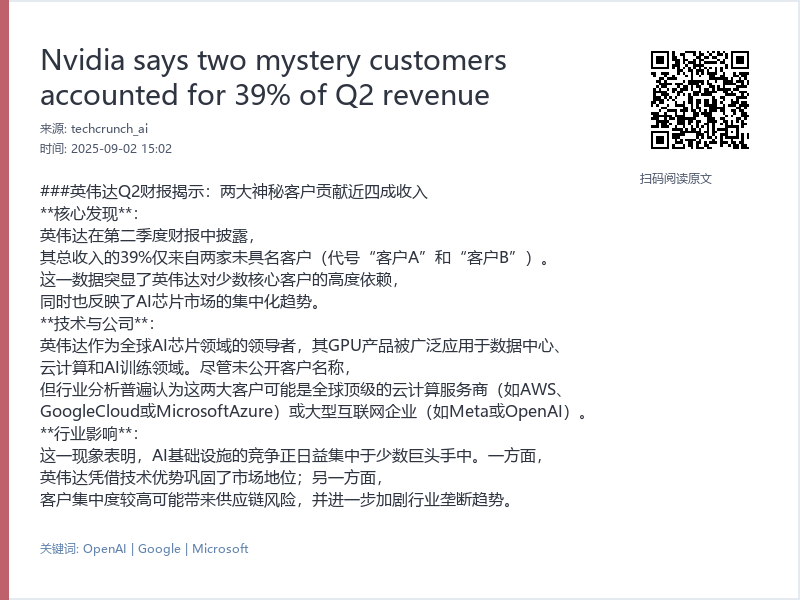 Nvidia says two mystery customers
accounted for 39% of Q2 revenue
来源: techcrunch_ai
时间: 2025-09-02 15:02
扫码阅读原文
###英伟达Q2财报揭示：两大神秘客户贡献近四成收入
**核心发现**：
英伟达在第二季度财报中披露，
其总收入的39%仅来自两家未具名客户（代号“客户A”和“客户B”）。
这一数据突显了英伟达对少数核心客户的高度依赖，
同时也反映了AI芯片市场的集中化趋势。
**技术与公司**：
英伟达作为全球AI芯片领域的领导者，其GPU产品被广泛应用于数据中心、
云计算和AI训练领域。尽管未公开客户名称，
但行业分析普遍认为这两大客户可能是全球顶级的云计算服务商（如AWS、
GoogleCloud或MicrosoftAzure）或大型互联网企业（如Meta或OpenAI）。
**行业影响**：
这一现象表明，AI基础设施的竞争正日益集中于少数巨头手中。一方面，
英伟达凭借技术优势巩固了市场地位；另一方面，
客户集中度较高可能带来供应链风险，并进一步加剧行业垄断趋势。
关键词: OpenAI | Google | Microsoft